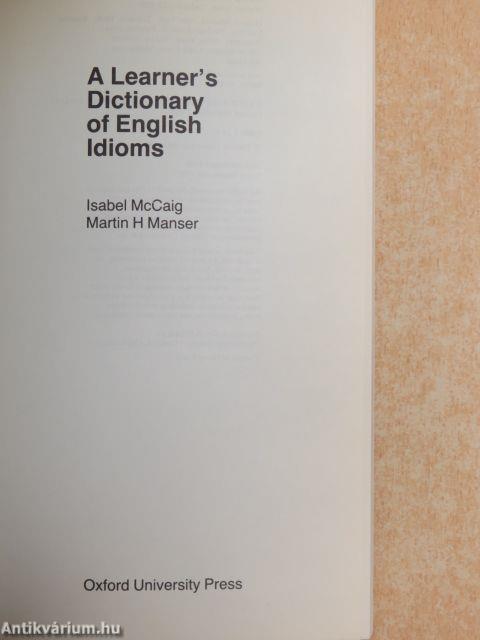 A Learner's
Dictionary
of English
Idioms
Isabel McCaig
Martin H Manser
Oxford University Press
Antikvárium.hu